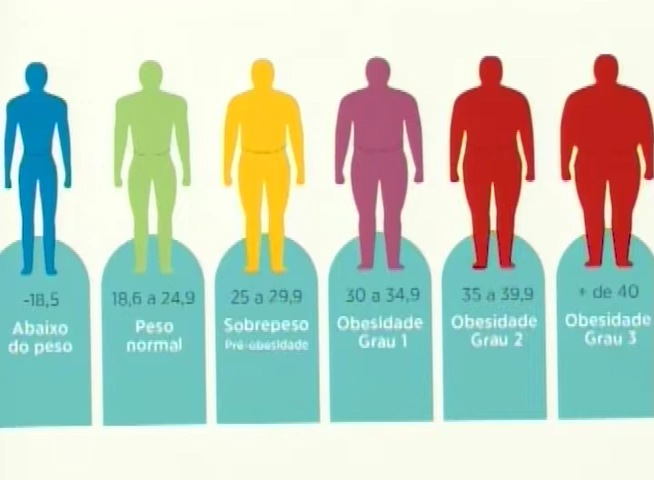 -18,5
Abaixo
do peso
18,6 a 24,9
Peso
normal
25 a 29,9
Sobrepeso
Pré-obesidade
30 a 34,9
Obesidade
Grau 1
35 a 39,9
Obesidade
Grau 2
+ de 40
Obesidade
Grau 3